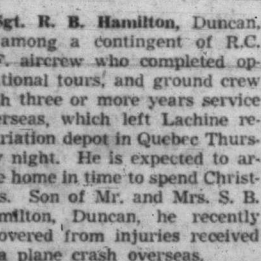 Sgt. R. B. Hamilton, Duncan,
among a contingent of R.C.
F. aircrew who completed op-
tional tours, and ground crew
h three or more years service
rseas, which left Lachine re-
riation depot in Quebec Thurs-
y night. He is expected to ar-
e home in time to spend Christ-
s. Son of Mr. and Mrs. S. B.
milton, Duncan, he recently
overed from injuries received
a plane crash overseas.